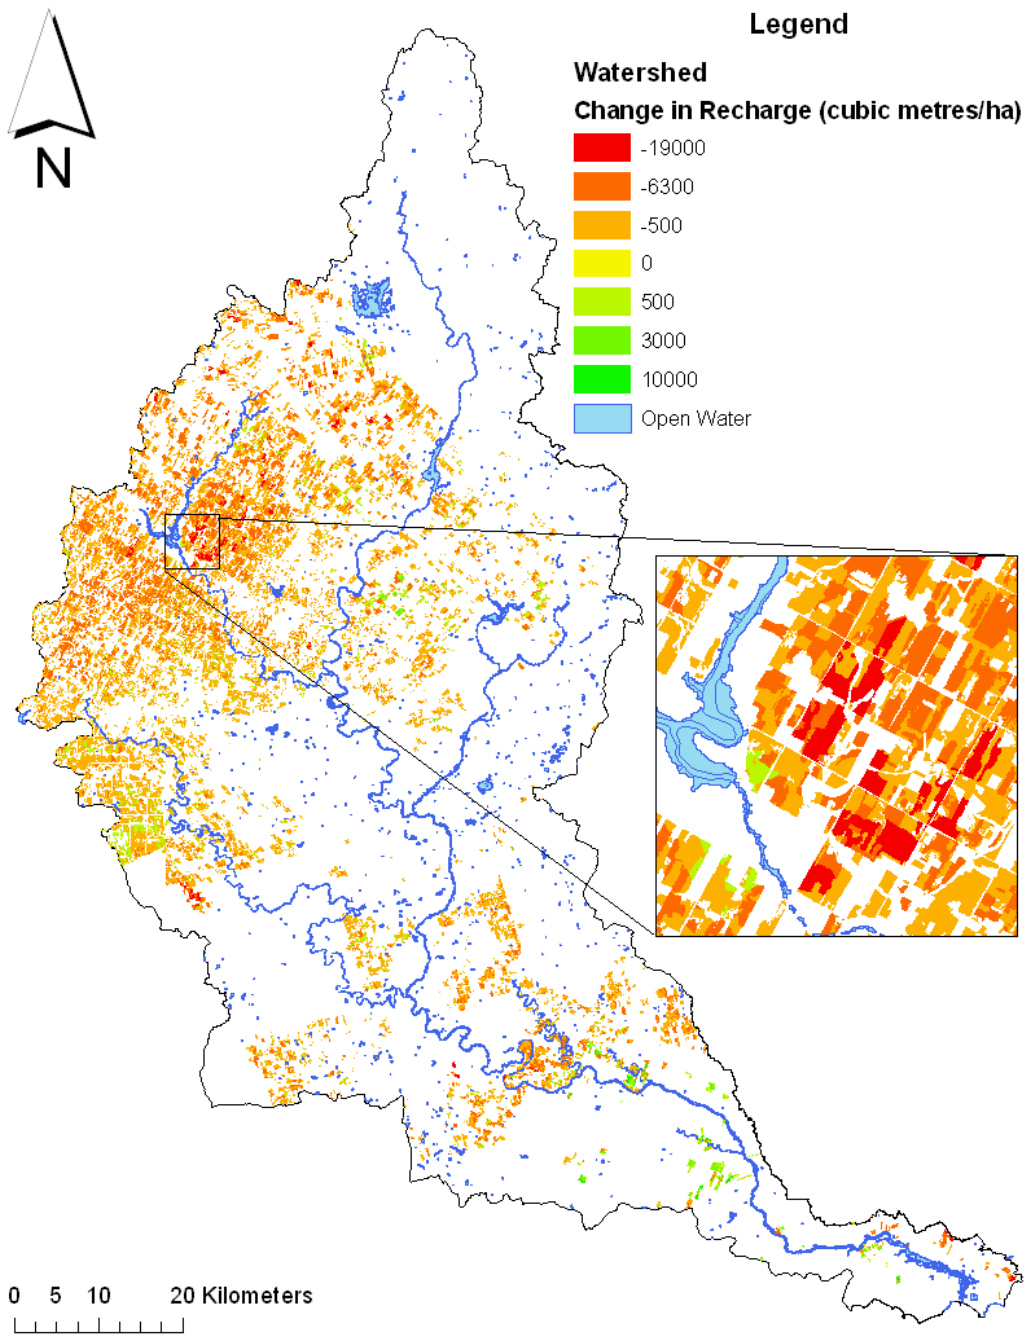 Legend
Watershed
Change in Recharge (cubic metres/ha)
-19000
-6300
-500
0
500
3000
10000
Open Water
N
0 5 10 20 Kilometers